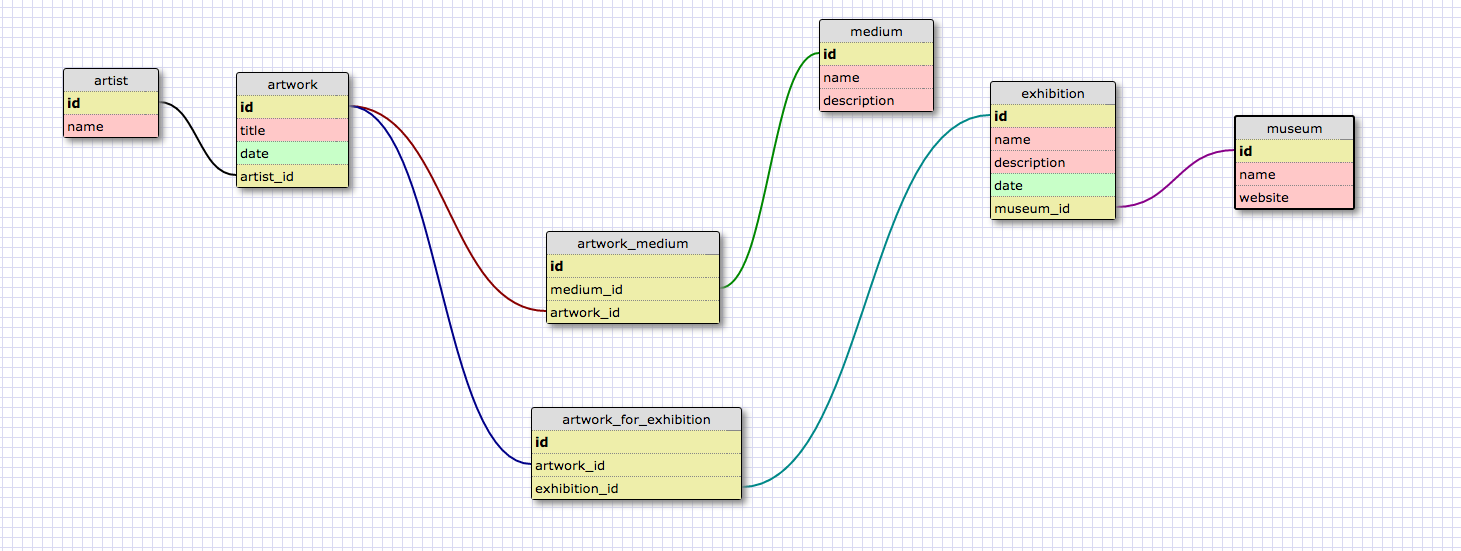 artist
id
name
artwork
id
title
date
artist_id
medium
id
name
description
exhibition
id
name
description
date
museum_id
museum
id
name
website
artwork_medium
id
medium_id
artwork_id
artwork_for_exhibition
id
artwork_id
exhibition_id